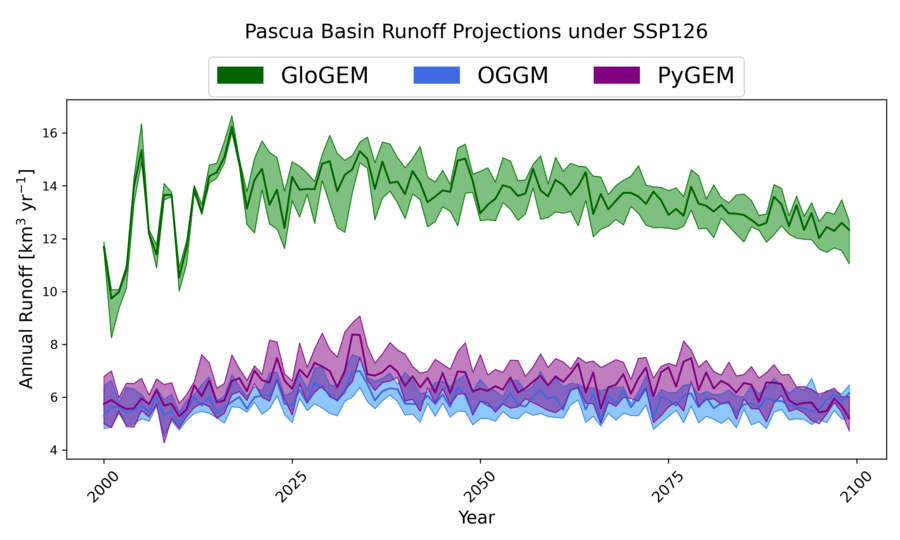 Pascua Basin Runoff Projections under SSP126
GloGEM OGGM PyGEM
Annual Runoff [km³ yr⁻¹]
16
14
12
10
8
6
4
2000 2025 2050 2075 2100
Year